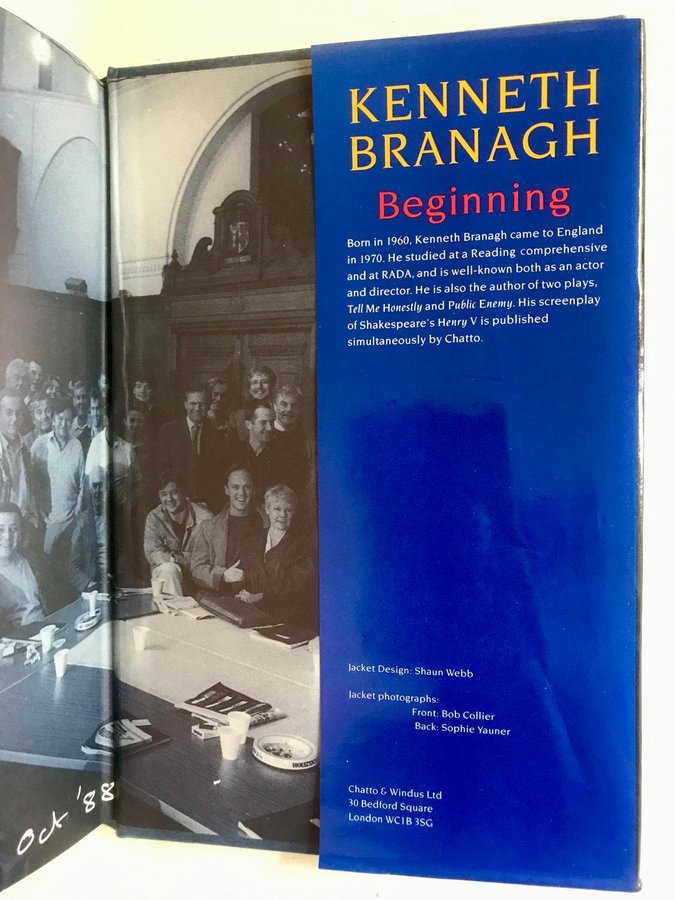 KENNETH
BRANAGH
Beginning
Born in 1960, Kenneth Branagh came to England
in 1970. He studied at a Reading comprehensive
and at RADA, and is well-known both as an actor
and director. He is also the author of two plays,
Tell Me Honestly and Public Enemy. His screenplay
of Shakespeare's Henry V is published
simultaneously by Chatto.
Jacket Design: Shaun Webb
Jacket photographs:
Front: Bob Collier
Back: Sophie Yauner
Chatto & Windus Ltd
30 Bedford Square
London WC1B 3SG
Oct '88